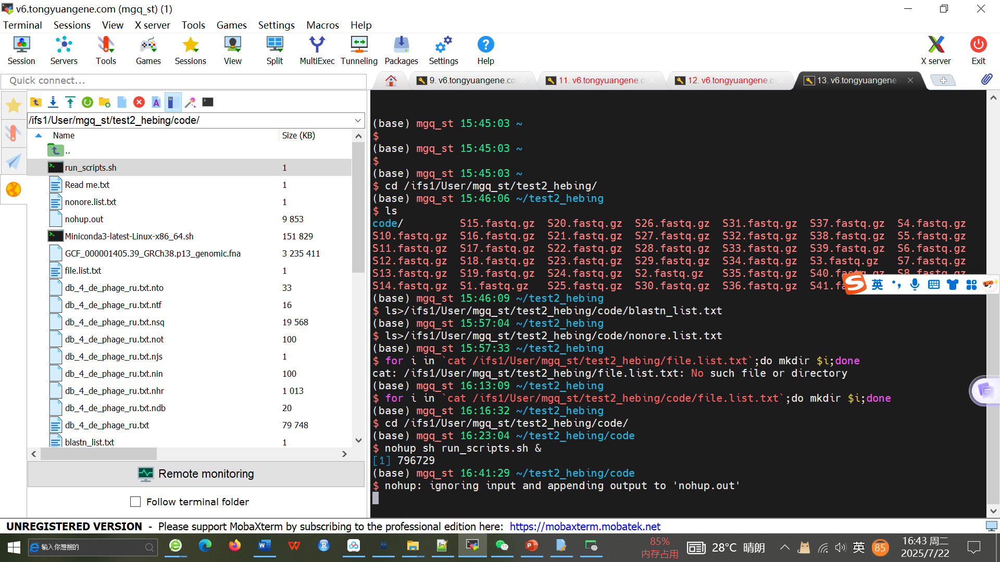 v6.tongyuangene.com (mgq_st) (1)
Terminal Sessions View X server Tools Games Settings Macros Help
Session Servers Tools Games Sessions View Split MultiExec Tunneling Packages Settings Help X server Exit
Quick connect...
9. v6.tongyuangene.co
11. v6.tongyuangene.c
12. v6.tongyuangene.c
13. v6.tongyuangene.
/ifs1/User/mgq_st/test2_hebing/code/
Name Size (KB)
..
run_scripts.sh 1
Read me.txt 1
nonore.list.txt 1
nohup.out 9 853
Miniconda3-latest-Linux-x86_64.sh 151 829
GCF_000001405.39_GRCh38.p13_genomic.fna 3 235 411
file.list.txt 1
db_4_de_phage_ru.txt.nto 33
db_4_de_phage_ru.txt.ntf 16
db_4_de_phage_ru.txt.nsq 19 568
db_4_de_phage_ru.txt.not 100
db_4_de_phage_ru.txt.njs 1
db_4_de_phage_ru.txt.nin 100
db_4_de_phage_ru.txt.nhr 1 013
db_4_de_phage_ru.txt.ndb 20
db_4_de_phage_ru.txt 79 748
blastn_list.txt 1
Remote monitoring
Follow terminal folder
(base) mgq_st 15:45:03 ~
$
(base) mgq_st 15:45:03 ~
$
(base) mgq_st 15:45:03 ~
$ cd /ifs1/User/mgq_st/test2_hebing/
(base) mgq_st 15:46:06 ~/test2_hebing
$ ls
code/ S15.fastq.gz S20.fastq.gz S26.fastq.gz S31.fastq.gz S37.fastq.gz S4.fastq.gz
S10.fastq.gz S16.fastq.gz S21.fastq.gz S27.fastq.gz S32.fastq.gz S38.fastq.gz S5.fastq.gz
S11.fastq.gz S17.fastq.gz S22.fastq.gz S28.fastq.gz S33.fastq.gz S39.fastq.gz S6.fastq.gz
S12.fastq.gz S18.fastq.gz S23.fastq.gz S29.fastq.gz S34.fastq.gz S3.fastq.gz S7.fastq.gz
S13.fastq.gz S19.fastq.gz S24.fastq.gz S2.fastq.gz S35.fastq.gz S40.fastq.gz S8.fastq.gz
S14.fastq.gz S1.fastq.gz S25.fastq.gz S30.fastq.gz S36.fastq.gz S41.fa
英
(base) mgq_st 15:46:09 ~/test2_hebing
$ ls>/ifs1/User/mgq_st/test2_hebing/code/blastn_list.txt
(base) mgq_st 15:57:04 ~/test2_hebing
$ ls>/ifs1/User/mgq_st/test2_hebing/code/nonore.list.txt
(base) mgq_st 15:57:33 ~/test2_hebing
$ for i in `cat /ifs1/User/mgq_st/test2_hebing/file.list.txt`;do mkdir $i;done
cat: /ifs1/User/mgq_st/test2_hebing/file.list.txt: No such file or directory
(base) mgq_st 16:13:09 ~/test2_hebing
$ for i in `cat /ifs1/User/mgq_st/test2_hebing/code/file.list.txt`;do mkdir $i;done
(base) mgq_st 16:16:32 ~/test2_hebing
$ cd /ifs1/User/mgq_st/test2_hebing/code/
(base) mgq_st 16:23:04 ~/test2_hebing/code
$ nohup sh run_scripts.sh &
[1] 796729
(base) mgq_st 16:41:29 ~/test2_hebing/code
$ nohup: ignoring input and appending output to 'nohup.out'
UNREGISTERED VERSION - Please support MobaXterm by subscribing to the professional edition here: https://mobaxterm.mobatek.net
输入你想搜的
85%
内存占用
28°C 晴朗
英
85
16:43 周二
2025/7/22